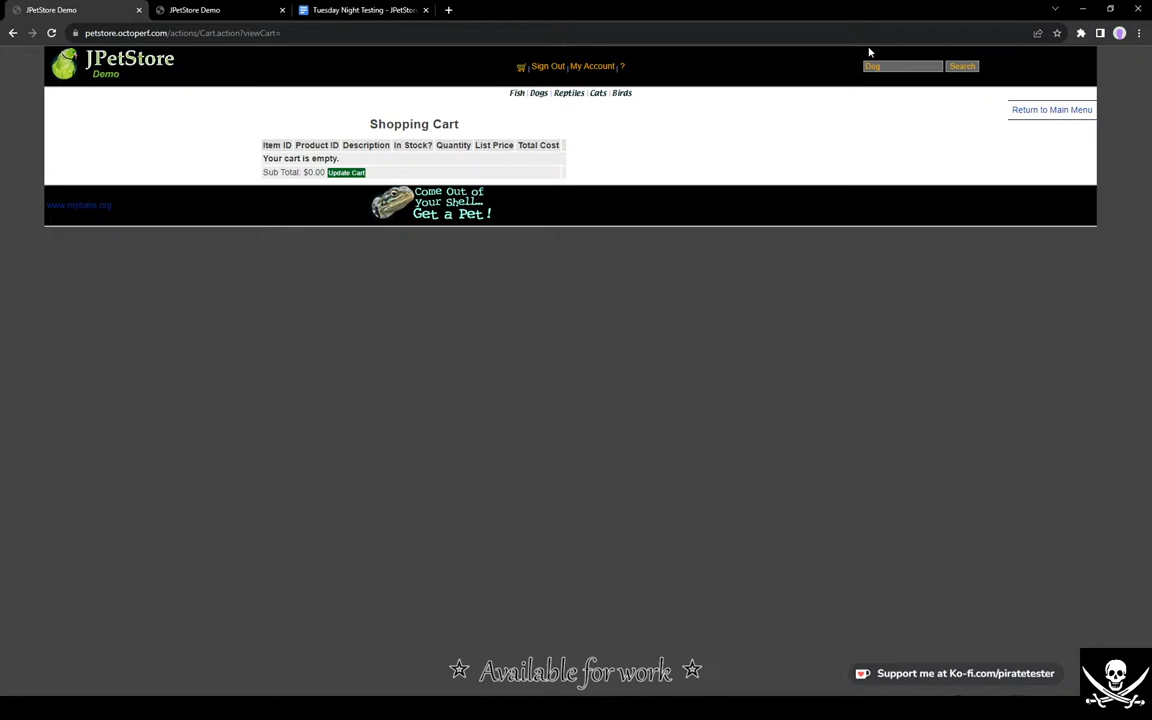 JPetStore Demo
JPetStore Demo
Tuesday Night Testing - JPetStor
petstore.octoperf.com/actions/Cart.action?viewCart=
JPetStore
Demo
Sign Out | My Account | ?
Dog
Search
Fish | Dogs | Reptiles | Cats | Birds
Return to Main Menu
Shopping Cart
Item ID Product ID Description In Stock? Quantity List Price Total Cost
Your cart is empty.
Sub Total: $0.00 Update Cart
www.mybatis.org
Come Out of
Your Shell...
Get a Pet!
Available for work
Support me at Ko-fi.com/piratetester